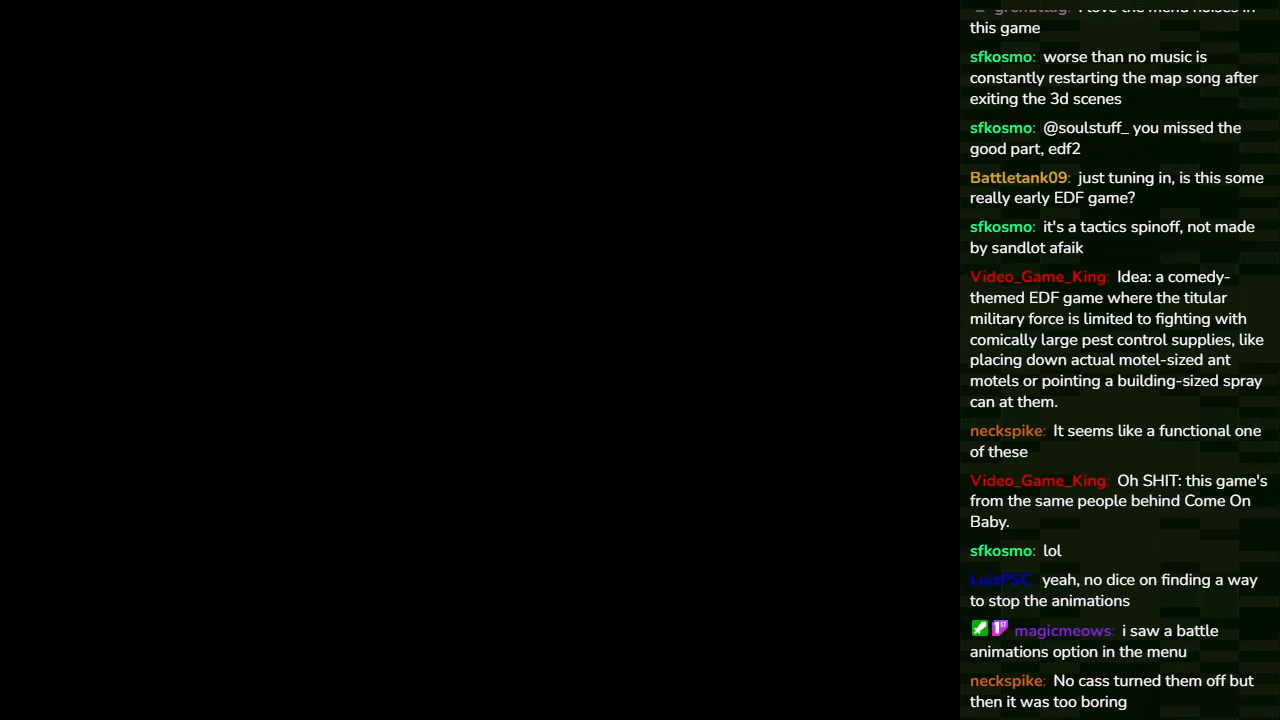 this game
sfkosmo: worse than no music is
constantly restarting the map song after
exiting the 3d scenes
sfkosmo: @soulstuff_ you missed the
good part, edf2
Battletank09: just tuning in, is this some
really early EDF game?
sfkosmo: it's a tactics spinoff, not made
by sandlot afaik
Video_Game_King: Idea: a comedy-
themed EDF game where the titular
military force is limited to fighting with
comically large pest control supplies, like
placing down actual motel-sized ant
motels or pointing a building-sized spray
can at them.
neckspike: It seems like a functional one
of these
Video_Game_King: Oh SHIT: this game's
from the same people behind Come On
Baby.
sfkosmo: lol
LuizPSC: yeah, no dice on finding a way
to stop the animations
magicmeows: i saw a battle
animations option in the menu
neckspike: No cass turned them off but
then it was too boring